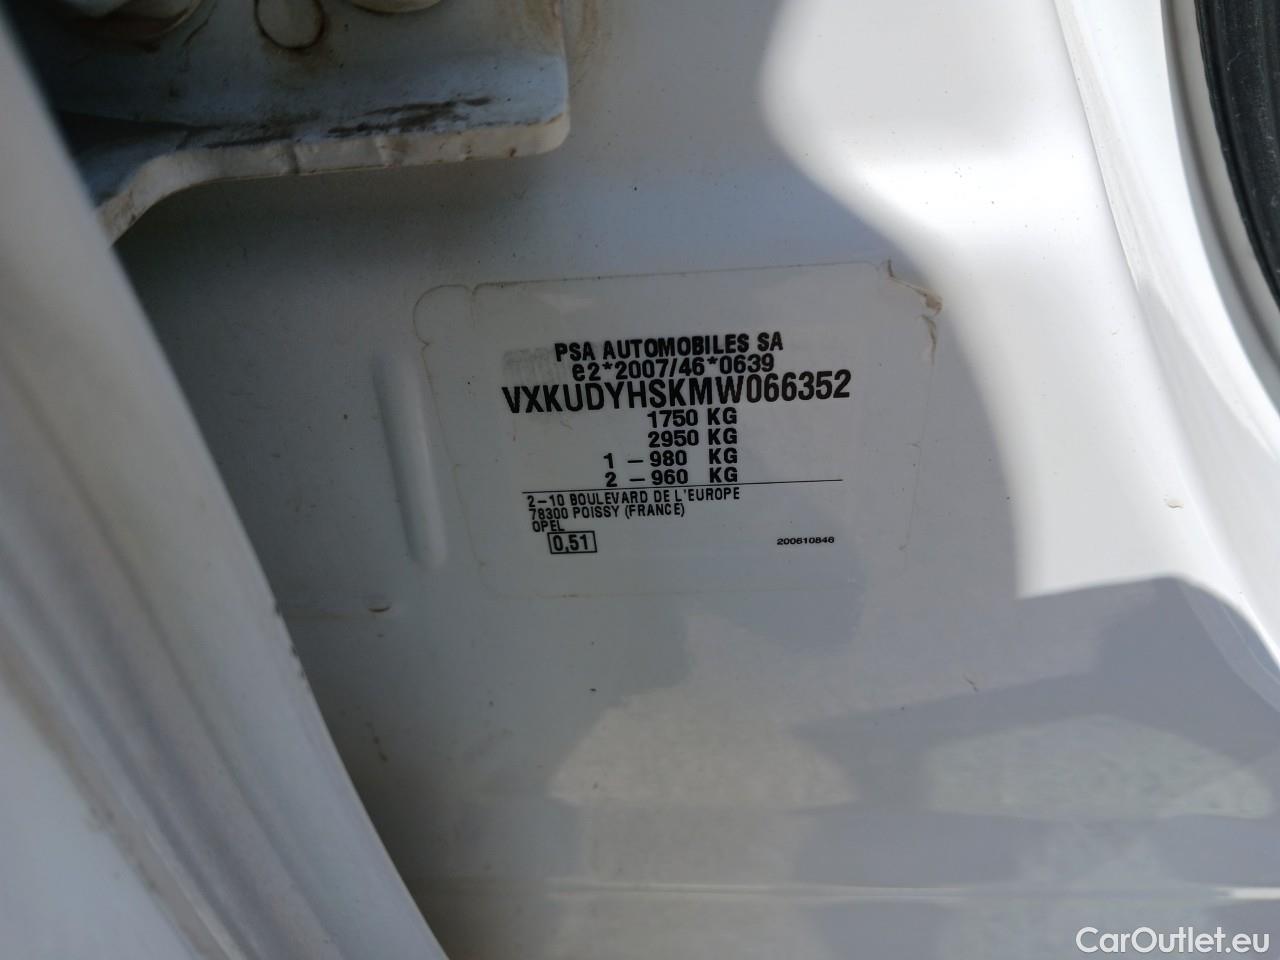 PSA AUTOMOBILES SA
e2*2007/46*0639
VXKUDYHSKMW066352
1750 KG
2950 KG
1 - 980 KG
2 - 960 KG
2-10 BOULEVARD DE L'EUROPE
78300 POISSY (FRANCE)
OPEL
0,51
200610846
CarOutlet.eu